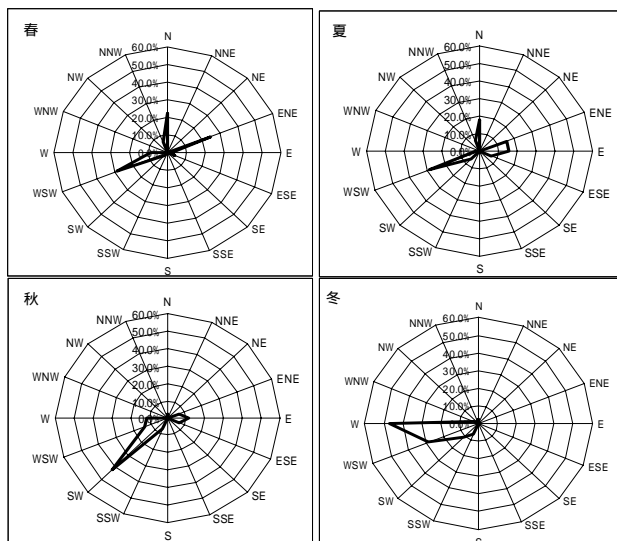 春
N
NNE
NE
ENE
E
ESE
SE
SSE
S
SSW
SW
WSW
W
WNW
NW
NNW
60.0%
50.0%
40.0%
30.0%
20.0%
10.0%
0.0%
夏
N
NNE
NE
ENE
E
ESE
SE
SSE
S
SSW
SW
WSW
W
WNW
NW
NNW
60.0%
50.0%
40.0%
30.0%
20.0%
10.0%
0.0%
秋
N
NNE
NE
ENE
E
ESE
SE
SSE
S
SSW
SW
WSW
W
WNW
NW
NNW
60.0%
50.0%
40.0%
30.0%
20.0%
10.0%
0.0%
冬
N
NNE
NE
ENE
E
ESE
SE
SSE
S
SSW
SW
WSW
W
WNW
NW
NNW
60.0%
50.0%
40.0%
30.0%
20.0%
10.0%
0.0%